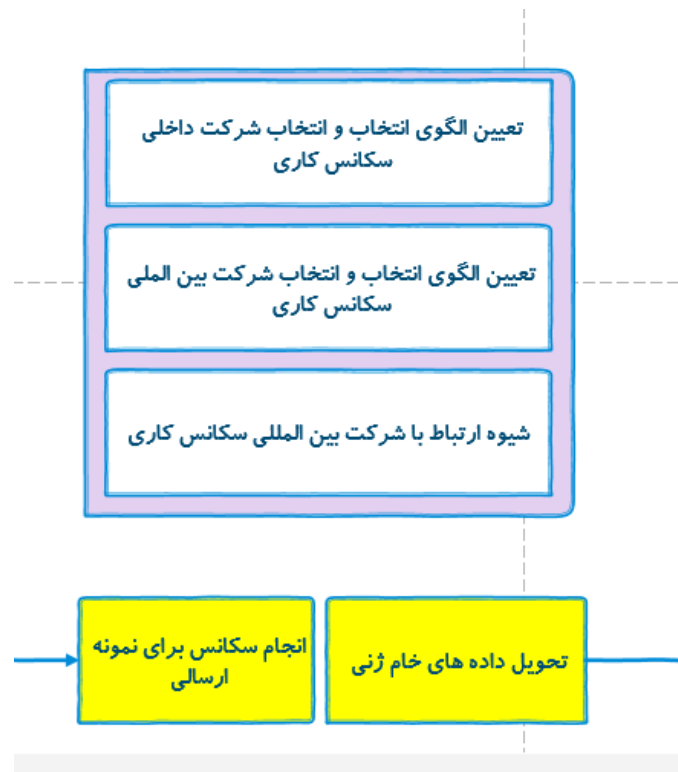 تعیین الگوی انتخاب و انتخاب شرکت داخلی
سکانس کاری
تعیین الگوی انتخاب و انتخاب شرکت بین الملی
سکانس کاری
شیوه ارتباط با شرکت بین المللی سکانس کاری
تحویل داده های خام ژنی
انجام سکانس برای نمونه
ارسالی